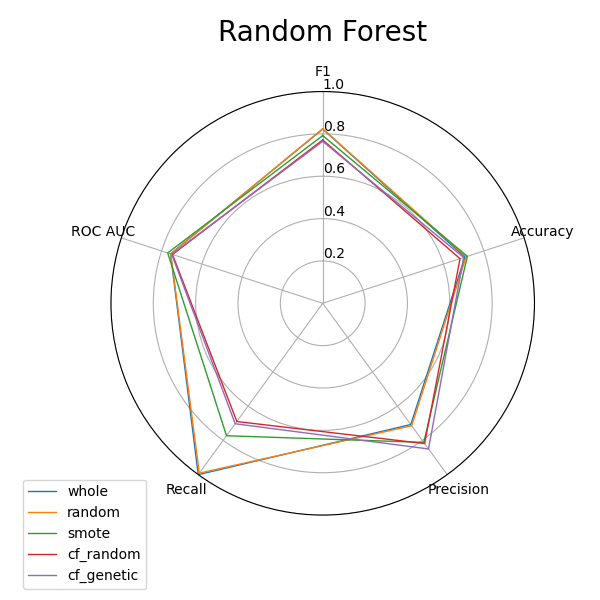 Random Forest
F1
1.0
0.8
0.6
0.4
0.2
ROC AUC
Accuracy
Recall
Precision
whole
random
smote
cf_random
cf_genetic